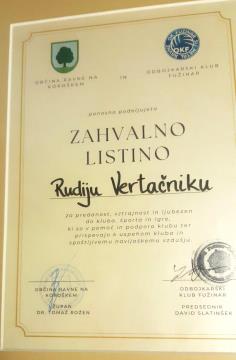 OKF
OBČINA RAVNE NA KOROŠKEM
IN
ODBOJKARSKI KLUB FUŽINAR
ponosno podeljujeta
ZAHVALNO
LISTINO
Rudiju Vertačniku
za predanost, vztrajnost in ljubezen
do kluba, športa in igre,
ki so v pomoč in podporo klubu ter
prispevajo k uspehom kluba in
spoštljivemu navijaškemu vzdušju.
OBČINA RAVNE NA
KOROŠKEM
ŽUPAN
DR. TOMAŽ ROŽEN
ODBOJKARSKI
KLUB FUŽINAR
PREDSEDNIK
DAVID SLATINŠEK